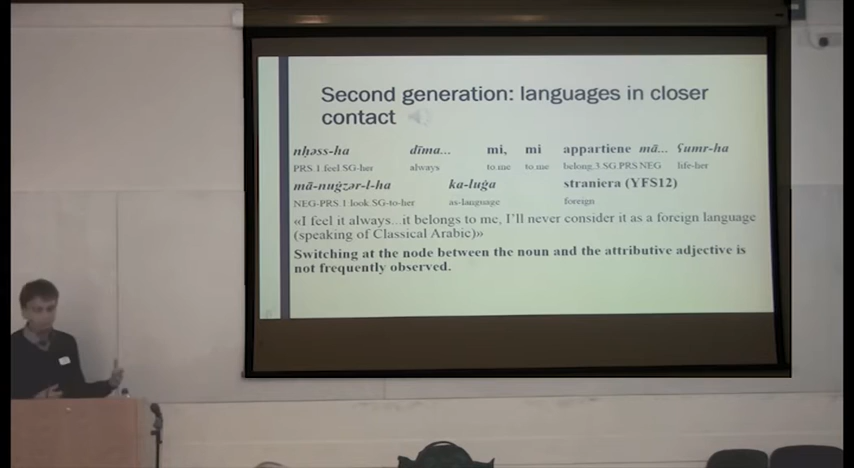 Second generation: languages in closer
contact
nḥəss-ha dīma... mi, mi appartiene mā... ʕumr-ha
PRS.1 feel SG-her always to me to me belong.3.SG.PRS NEG life-her
mā-nuġẓər-l-ha ka-luġa straniera (YFS12)
NEG-PRS.1 look SG-to-her as-language foreign
«I feel it always...it belongs to me, I'll never consider it as a foreign language
(speaking of Classical Arabic)»
Switching at the node between the noun and the attributive adjective is
not frequently observed.